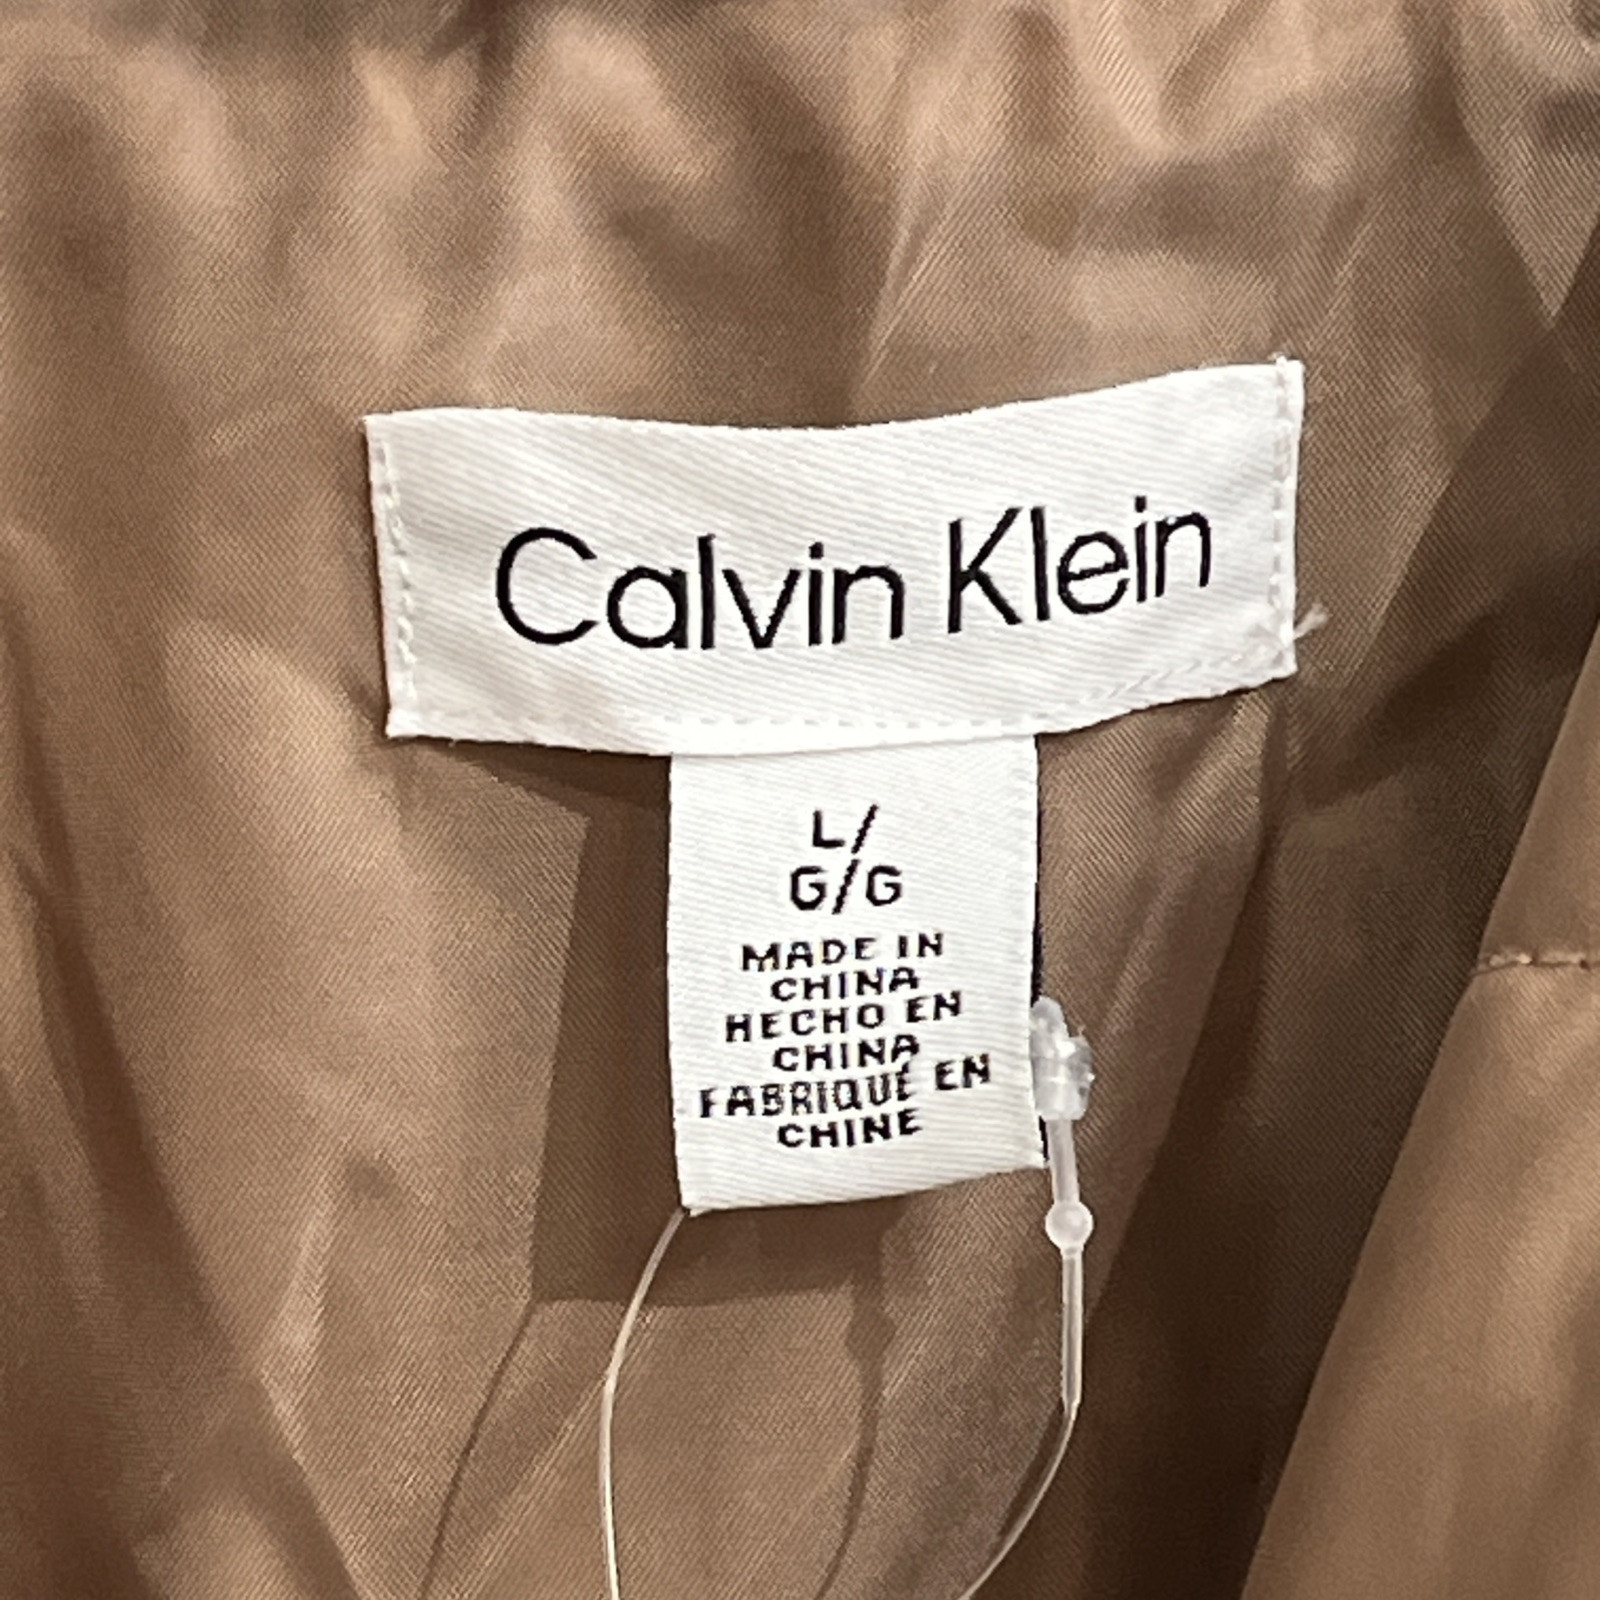 Calvin Klein
L/
G/G
MADE IN
CHINA
HECHO EN
CHINA
FABRIQUÉ EN
CHINE